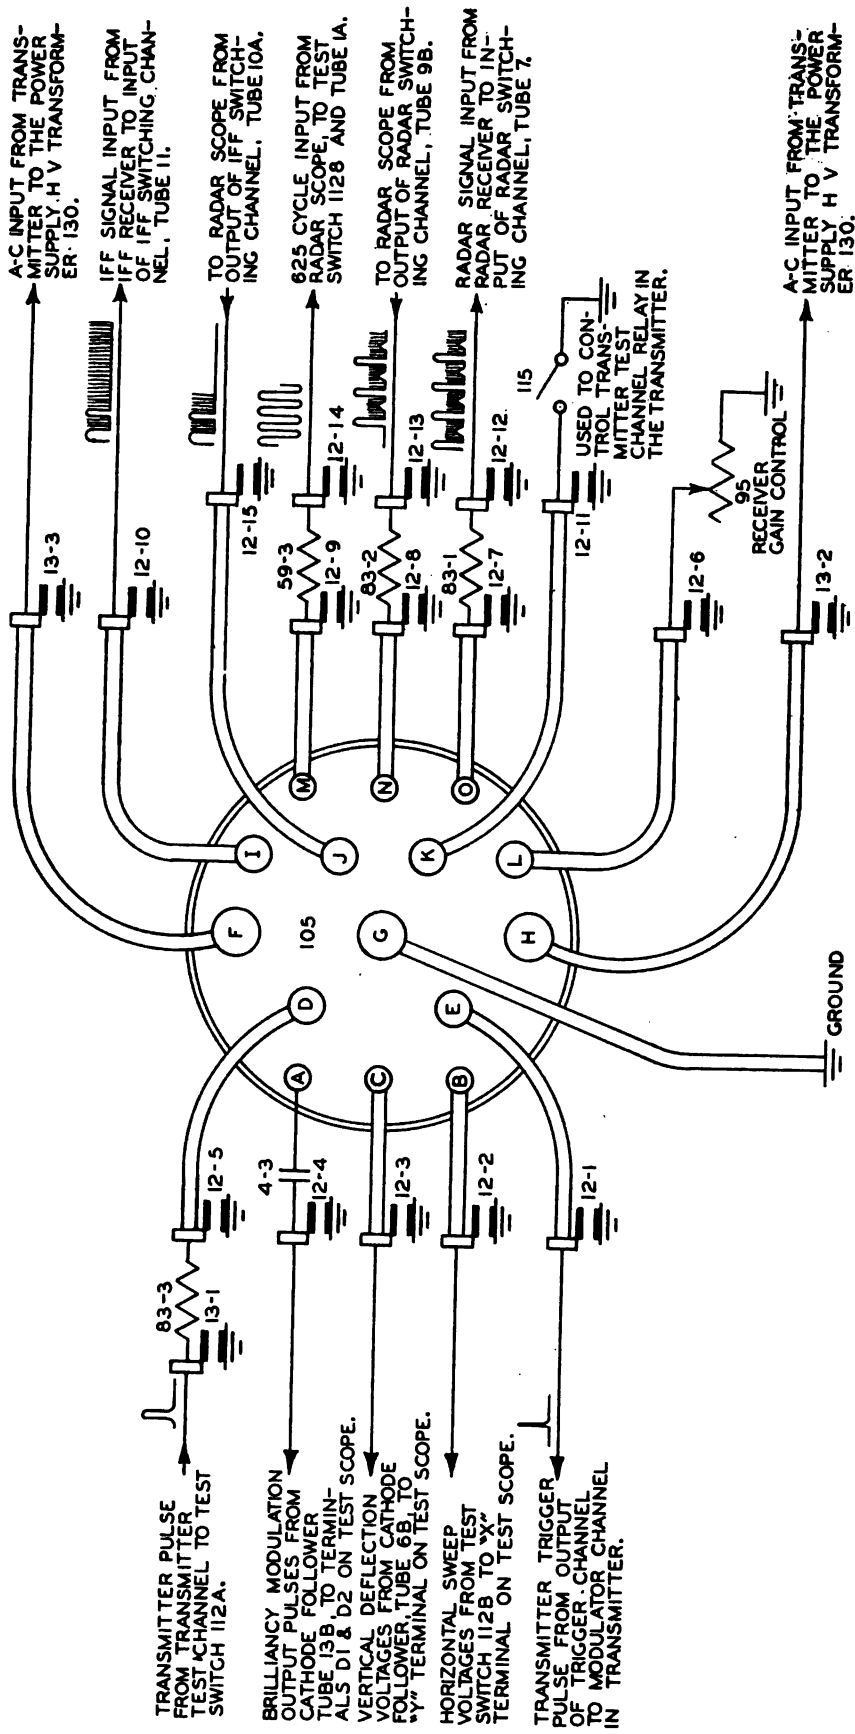 TRANSMITTER PULSE
FROM TRANSMITTER
TEST CHANNEL TO TEST
SWITCH 112A.
83-3
13-1
12-5
BRILLIANCY MODULATION
OUTPUT PULSES FROM
CATHODE FOLLOWER
TUBE 13B, TO TERMIN-
ALS D1 & D2 ON TEST SCOPE.
4-3
12-4
VERTICAL DEFLECTION
VOLTAGES FROM CATHODE
FOLLOWER, TUBE 6B, TO
"Y" TERMINAL ON TEST SCOPE.
12-3
HORIZONTAL SWEEP
VOLTAGES FROM TEST
SWITCH 112B TO "X"
TERMINAL ON TEST SCOPE.
12-2
TRANSMITTER TRIGGER
PULSE FROM OUTPUT
OF TRIGGER CHANNEL
TO MODULATOR CHANNEL
IN TRANSMITTER.
12-1
A
B
C
D
E
F
G
H
I
J
K
L
M
N
O
105
GROUND
13-3
A-C INPUT FROM TRANS-
MITTER TO THE POWER
SUPPLY H V TRANSFORM-
ER 130.
12-10
IFF SIGNAL INPUT FROM
IFF RECEIVER TO INPUT
OF IFF SWITCHING CHAN-
NEL, TUBE 11.
12-15
TO RADAR SCOPE FROM
OUTPUT OF IFF SWITCH-
ING CHANNEL, TUBE 10A.
59-3
12-9
12-14
625 CYCLE INPUT FROM
RADAR SCOPE, TO TEST
SWITCH 112B AND TUBE 1A.
83-2
12-8
12-13
TO RADAR SCOPE FROM
OUTPUT OF RADAR SWITCH-
ING CHANNEL, TUBE 9B.
83-1
12-7
12-12
RADAR SIGNAL INPUT FROM
RADAR RECEIVER TO IN-
PUT OF RADAR SWITCH-
ING CHANNEL, TUBE 7.
12-11
115
USED TO CON-
TROL TRANS-
MITTER TEST
CHANNEL RELAY IN
THE TRANSMITTER.
12-6
95
RECEIVER
GAIN CONTROL
13-2
A-C INPUT FROM TRANS-
MITTER TO THE POWER
SUPPLY H V TRANSFORM-
ER 130.